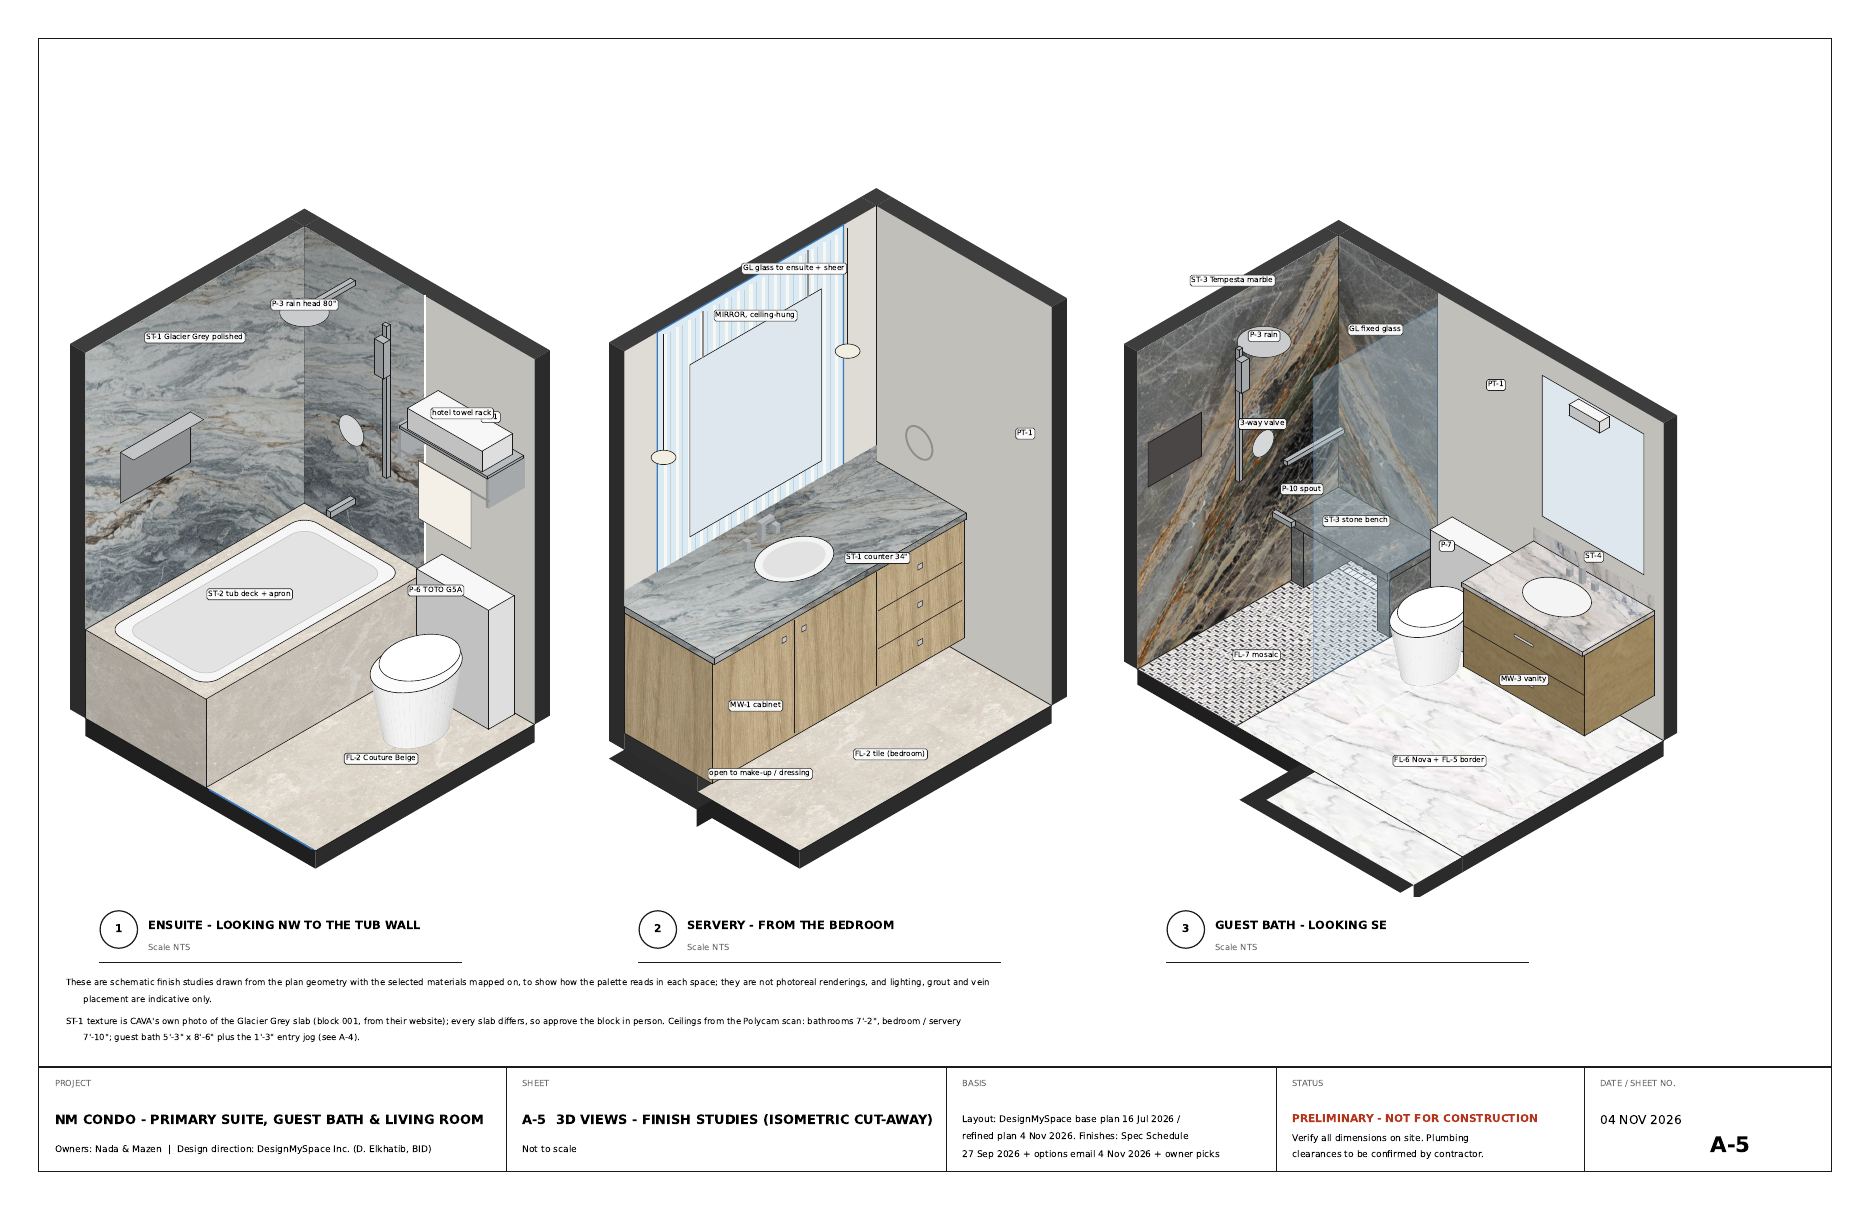 P-3 rain head 80"
ST-1 Glacier Grey polished
hotel towel rack
1
ST-2 tub deck + apron
P-6 TOTO G5A
FL-2 Couture Beige
GL glass to ensuite + sheer
MIRROR, ceiling-hung
PT-1
ST-1 counter 34"
MW-1 cabinet
FL-2 tile (bedroom)
open to make-up / dressing
ST-3 Tempesta marble
P-3 rain
GL fixed glass
PT-1
3-way valve
P-10 spout
ST-3 stone bench
P-7
ST-4
FL-7 mosaic
MW-3 vanity
FL-6 Nova + FL-5 border
1
ENSUITE - LOOKING NW TO THE TUB WALL
Scale NTS
2
SERVERY - FROM THE BEDROOM
Scale NTS
3
GUEST BATH - LOOKING SE
Scale NTS
These are schematic finish studies drawn from the plan geometry with the selected materials mapped on, to show how the palette reads in each space; they are not photoreal renderings, and lighting, grout and vein
placement are indicative only.
ST-1 texture is CAVA's own photo of the Glacier Grey slab (block 001, from their website); every slab differs, so approve the block in person. Ceilings from the Polycam scan: bathrooms 7'-2", bedroom / servery
7'-10"; guest bath 5'-3" x 8'-6" plus the 1'-3" entry jog (see A-4).
PROJECT
NM CONDO - PRIMARY SUITE, GUEST BATH & LIVING ROOM
Owners: Nada & Mazen | Design direction: DesignMySpace Inc. (D. Elkhatib, BID)
SHEET
A-5 3D VIEWS - FINISH STUDIES (ISOMETRIC CUT-AWAY)
Not to scale
BASIS
Layout: DesignMySpace base plan 16 Jul 2026 /
refined plan 4 Nov 2026. Finishes: Spec Schedule
27 Sep 2026 + options email 4 Nov 2026 + owner picks
STATUS
PRELIMINARY - NOT FOR CONSTRUCTION
Verify all dimensions on site. Plumbing
clearances to be confirmed by contractor.
DATE / SHEET NO.
04 NOV 2026
A-5